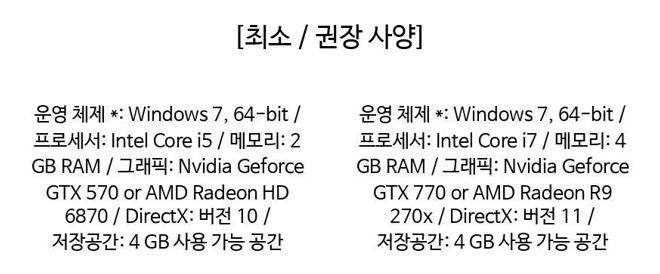 [최소 / 권장 사양]
운영 체제 *: Windows 7, 64-bit /
프로세서: Intel Core i5 / 메모리: 2
GB RAM / 그래픽: Nvidia Geforce
GTX 570 or AMD Radeon HD
6870 / DirectX: 버전 10 /
저장공간: 4 GB 사용 가능 공간
운영 체제 *: Windows 7, 64-bit /
프로세서: Intel Core i7 / 메모리: 4
GB RAM / 그래픽: Nvidia Geforce
GTX 770 or AMD Radeon R9
270x / DirectX: 버전 11 /
저장공간: 4 GB 사용 가능 공간